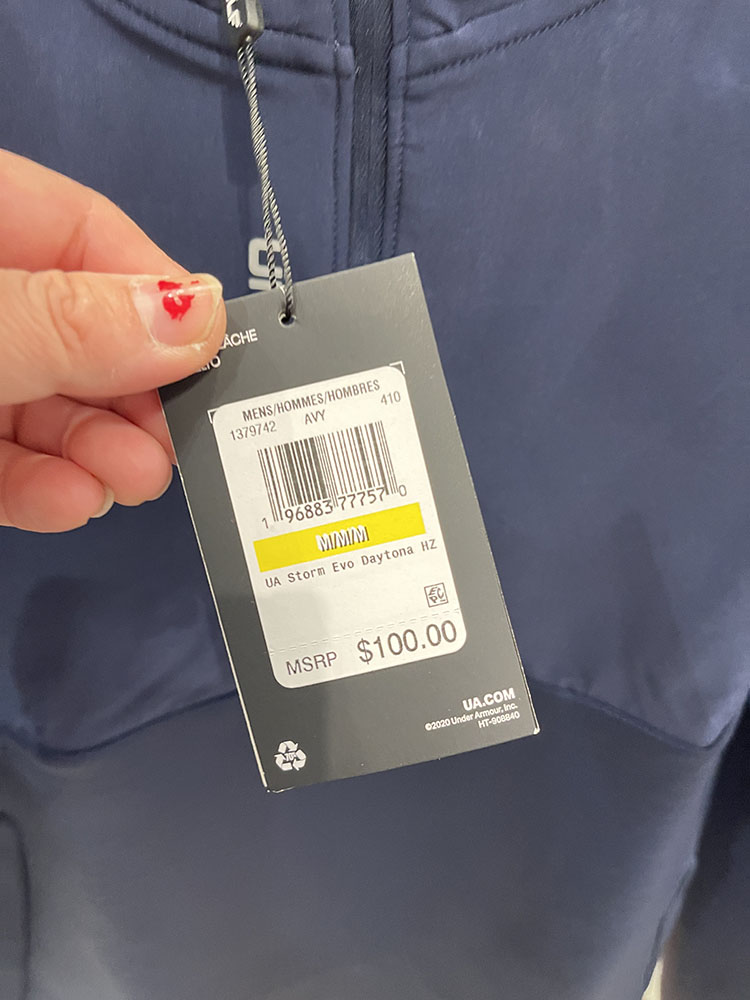 ÂCHE
MENS/HOMMES/HOMBRES
1379742 AVY 410
1 96883 77757 0
M/M/M
UA Storm Evo Daytona HZ
MSRP $100.00
UA.COM
©2020 Under Armour, Inc.
HT-908840